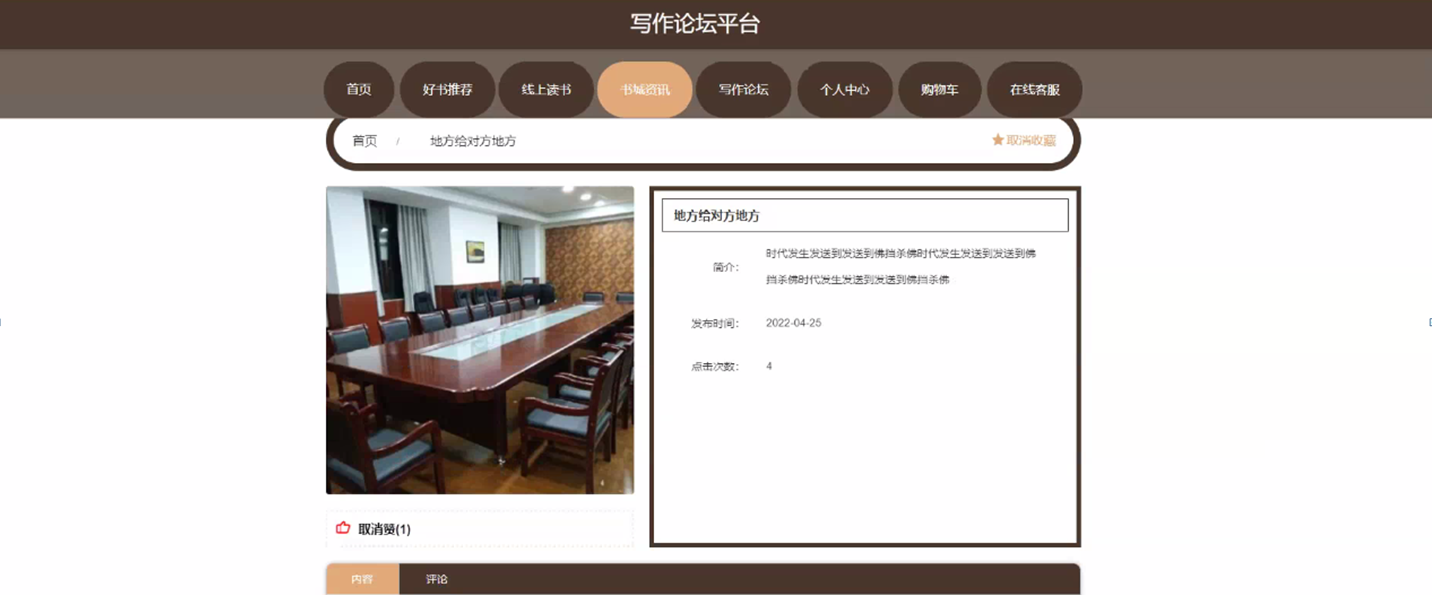 写作论坛平台
首页 好书推荐 线上读书 书城资讯 写作论坛 个人中心 购物车 在线客服
首页 / 地方给对方地方 取消收藏
地方给对方地方
简介： 时代发生发送到发送到佛挡杀佛时代发生发送到发送到佛
挡杀佛时代发生发送到发送到佛挡杀佛
发布时间： 2022-04-25
点击次数： 4
取消赞(1)
内容 评论